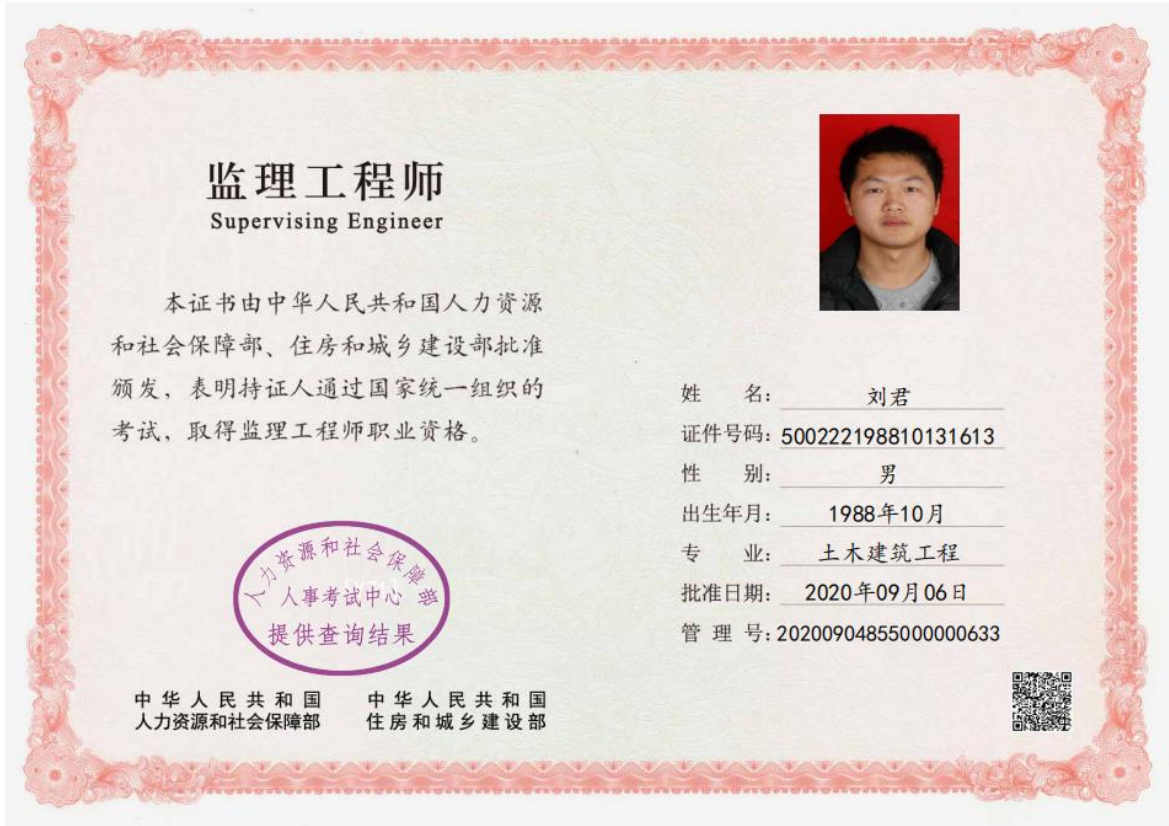 监理工程师
Supervising Engineer
本证书由中华人民共和国人力资源
和社会保障部、住房和城乡建设部批准
颁发，表明持证人通过国家统一组织的
考试，取得监理工程师职业资格。
人力资源和社会保障部
人事考试中心
提供查询结果
中华人民共和国
人力资源和社会保障部
中华人民共和国
住房和城乡建设部
姓 名： 刘君
证件号码：500222198810131613
性 别： 男
出生年月： 1988年10月
专 业： 土木建筑工程
批准日期： 2020年09月06日
管 理 号：20200904855000000633